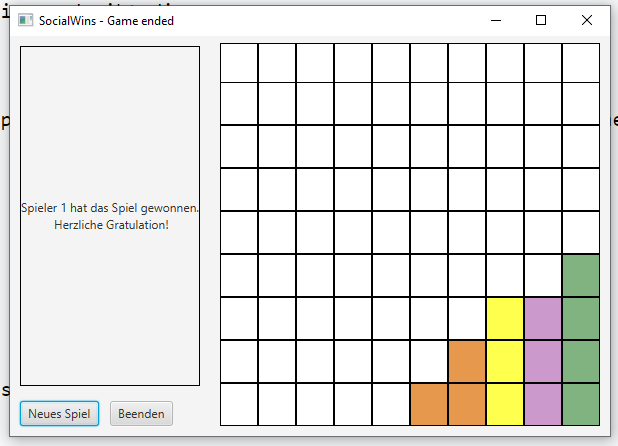 SocialWins - Game ended
Spieler 1 hat das Spiel gewonnen.
Herzliche Gratulation!
Neues Spiel
Beenden